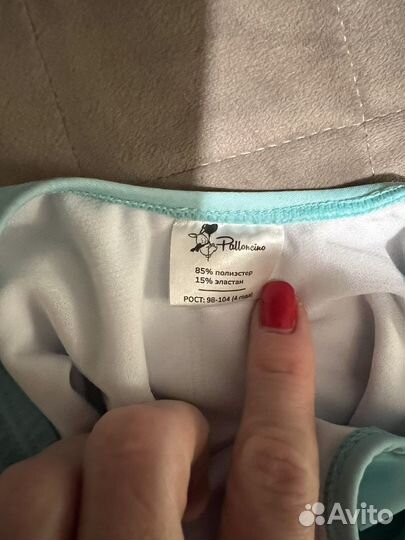 Palloncino
85% полиэстер
15% эластан
РОСТ: 98-104 (4 года)
Avito